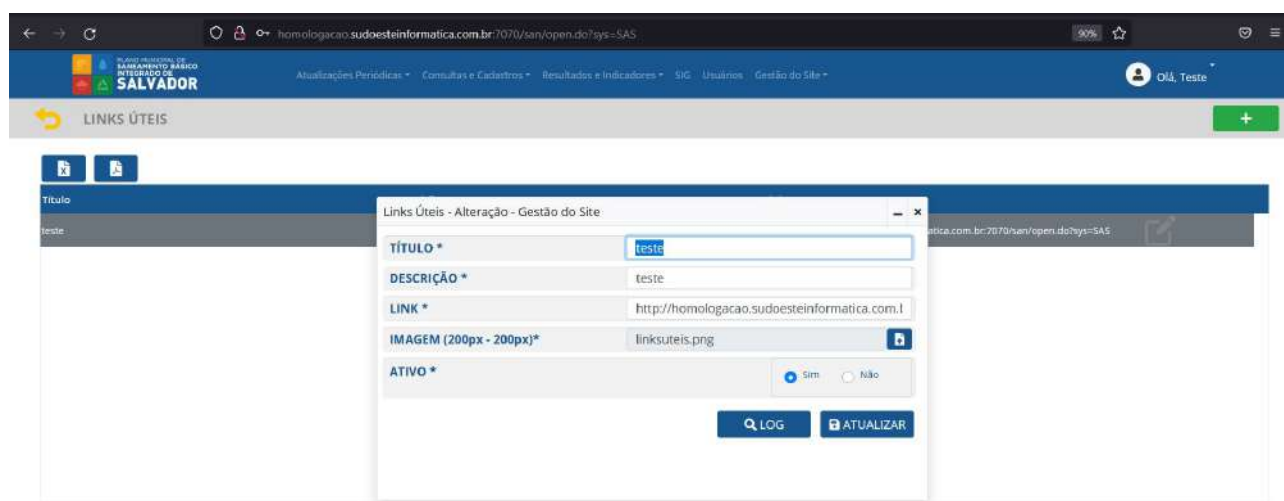 homologacao.sudoesteinformatica.com.br:7070/san/open.do?sys=SAS
90%
PLANO MUNICIPAL DE
SANEAMENTO BÁSICO
INTEGRADO DE
SALVADOR
Atualizações Periódicas Consultas e Cadastros Resultados e Indicadores SIG Usuários Gestão do Site
Olá, Teste
LINKS ÚTEIS
+
Título
teste
atica.com.br:7070/san/open.do?sys=SAS
Links Úteis - Alteração - Gestão do Site
TÍTULO *
teste
DESCRIÇÃO *
teste
LINK *
http://homologacao.sudoesteinformatica.com.l
IMAGEM (200px - 200px)*
linksuteis.png
ATIVO *
Sim Não
LOG ATUALIZAR